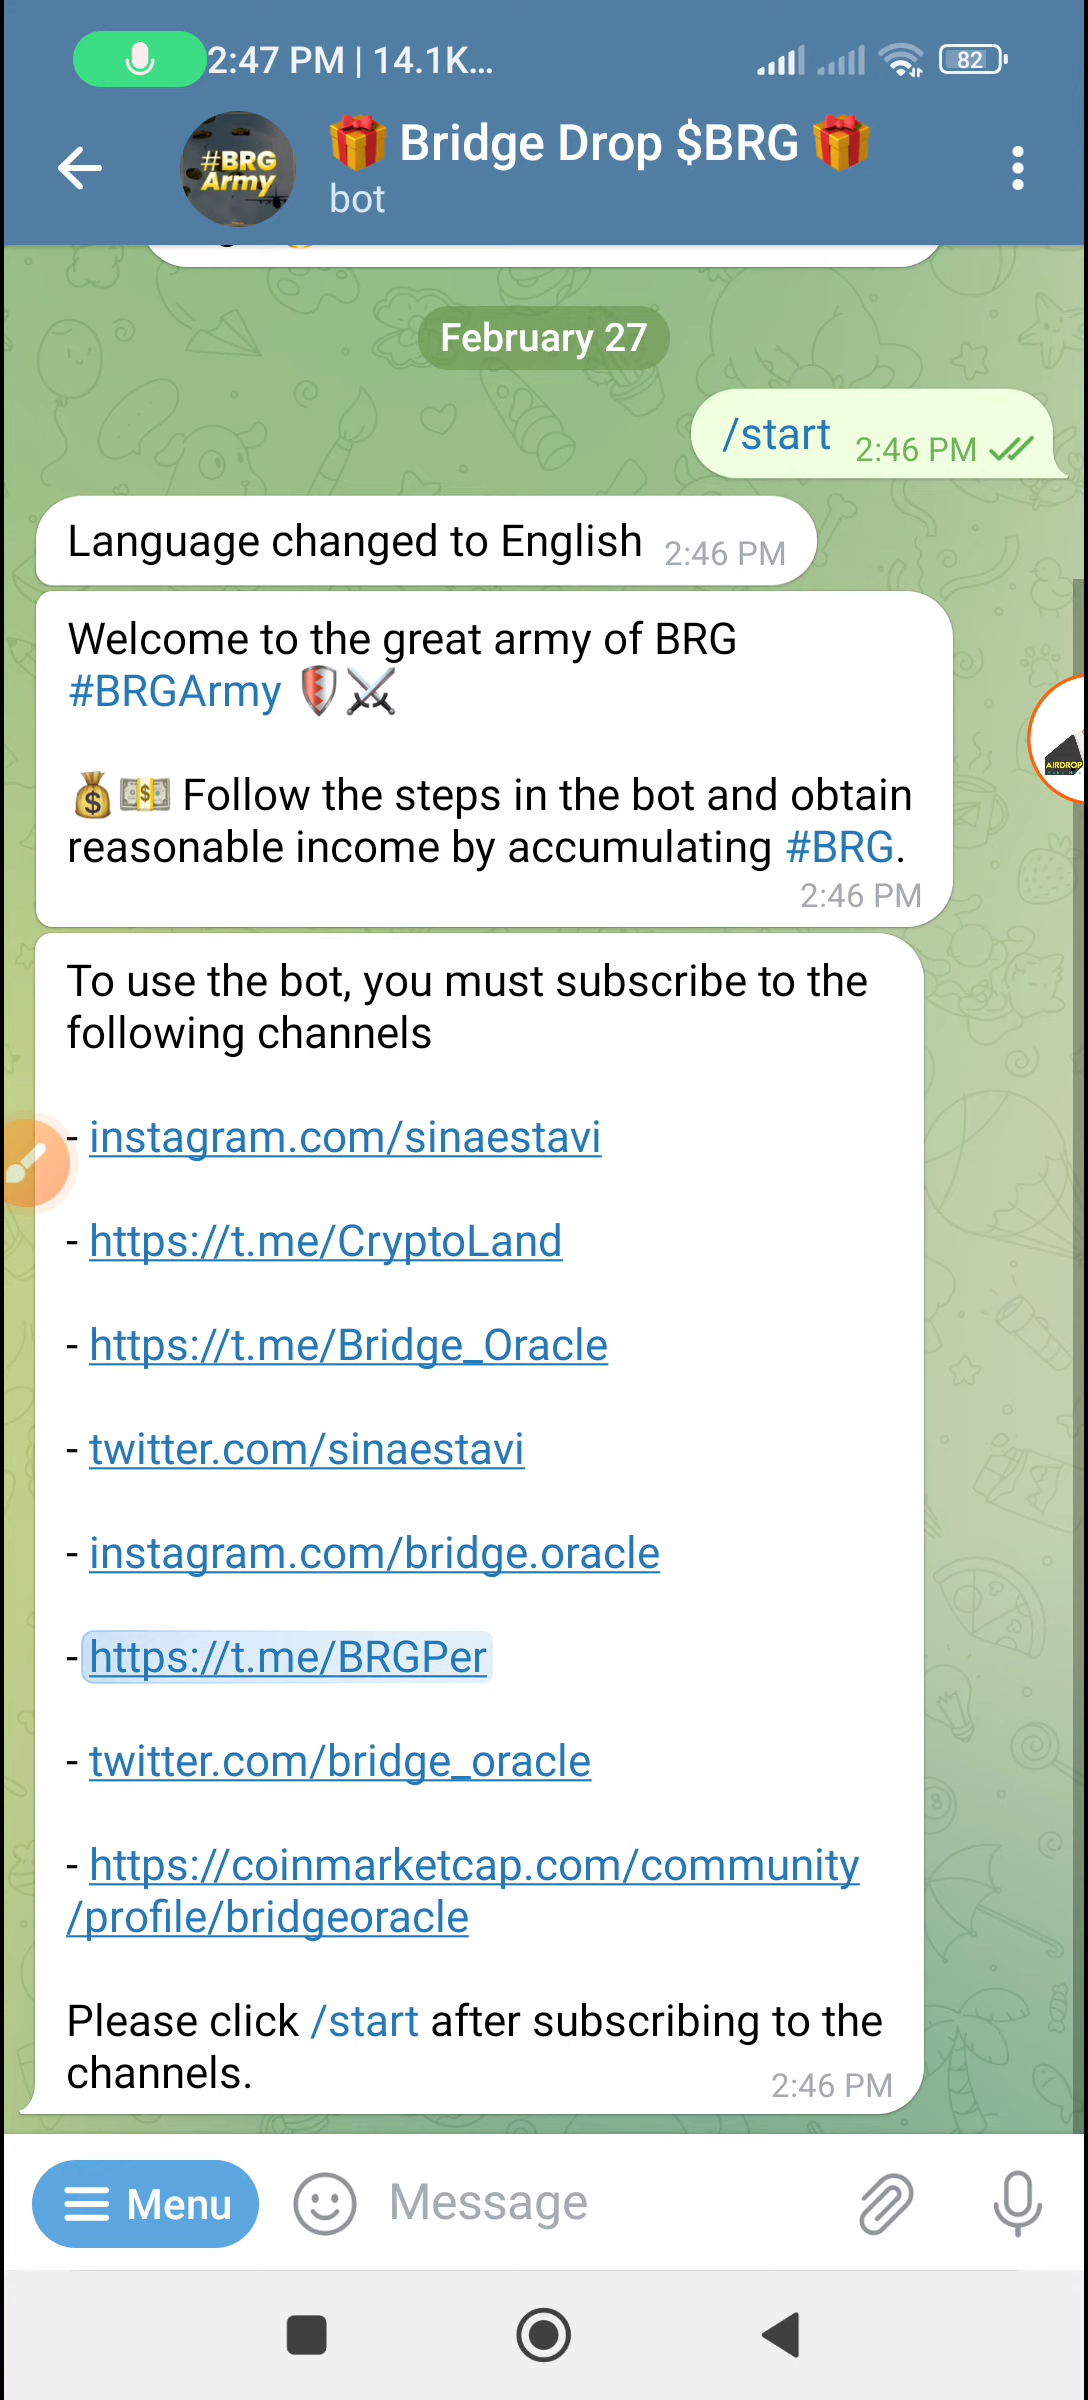 2:47 PM | 14.1K...
82
#BRG
Army
Bridge Drop $BRG
bot
February 27
/start 2:46 PM
Language changed to English 2:46 PM
Welcome to the great army of BRG
#BRGArmy
Follow the steps in the bot and obtain
reasonable income by accumulating #BRG.
2:46 PM
AIRDROP
To use the bot, you must subscribe to the
following channels
- instagram.com/sinaestavi
- https://t.me/CryptoLand
- https://t.me/Bridge_Oracle
- twitter.com/sinaestavi
- instagram.com/bridge.oracle
- https://t.me/BRGPer
- twitter.com/bridge_oracle
- https://coinmarketcap.com/community
/profile/bridgeoracle
Please click /start after subscribing to the
channels.
2:46 PM
Menu
Message